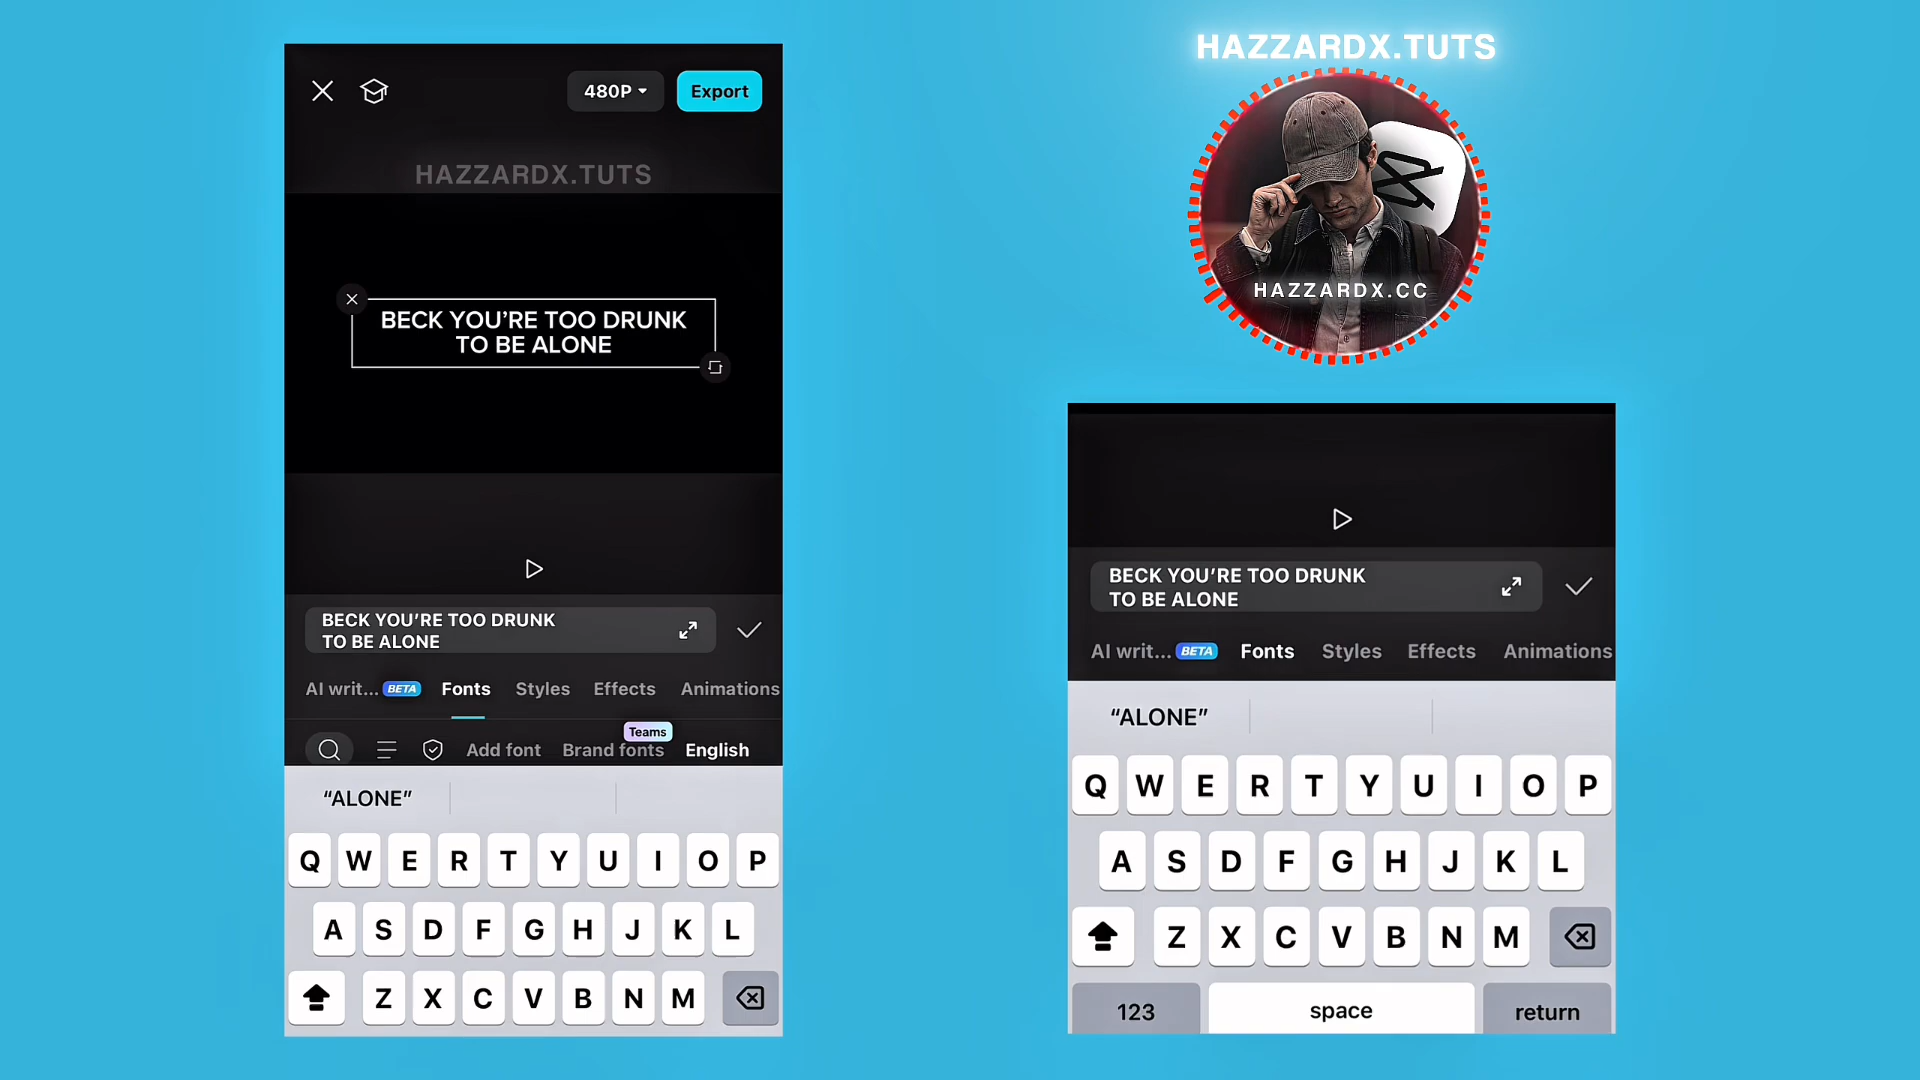 480P
Export
HAZZARDX.TUTS
BECK YOU’RE TOO DRUNK
TO BE ALONE
BECK YOU’RE TOO DRUNK
TO BE ALONE
AI writ... BETA Fonts Styles Effects Animations
Teams
Add font Brand fonts English
“ALONE”
Q W E R T Y U I O P
A S D F G H J K L
Z X C V B N M
HAZZARDX.TUTS
HAZZARDX.CC
BECK YOU’RE TOO DRUNK
TO BE ALONE
AI writ... BETA Fonts Styles Effects Animations
“ALONE”
Q W E R T Y U I O P
A S D F G H J K L
Z X C V B N M
123 space return